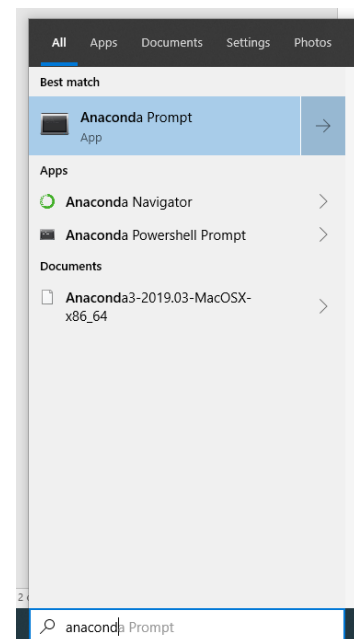 All Apps Documents Settings Photos
Best match
Anaconda Prompt
App
Apps
Anaconda Navigator
Anaconda Powershell Prompt
Documents
Anaconda3-2019.03-MacOSX-
x86_64
2
anaconda Prompt